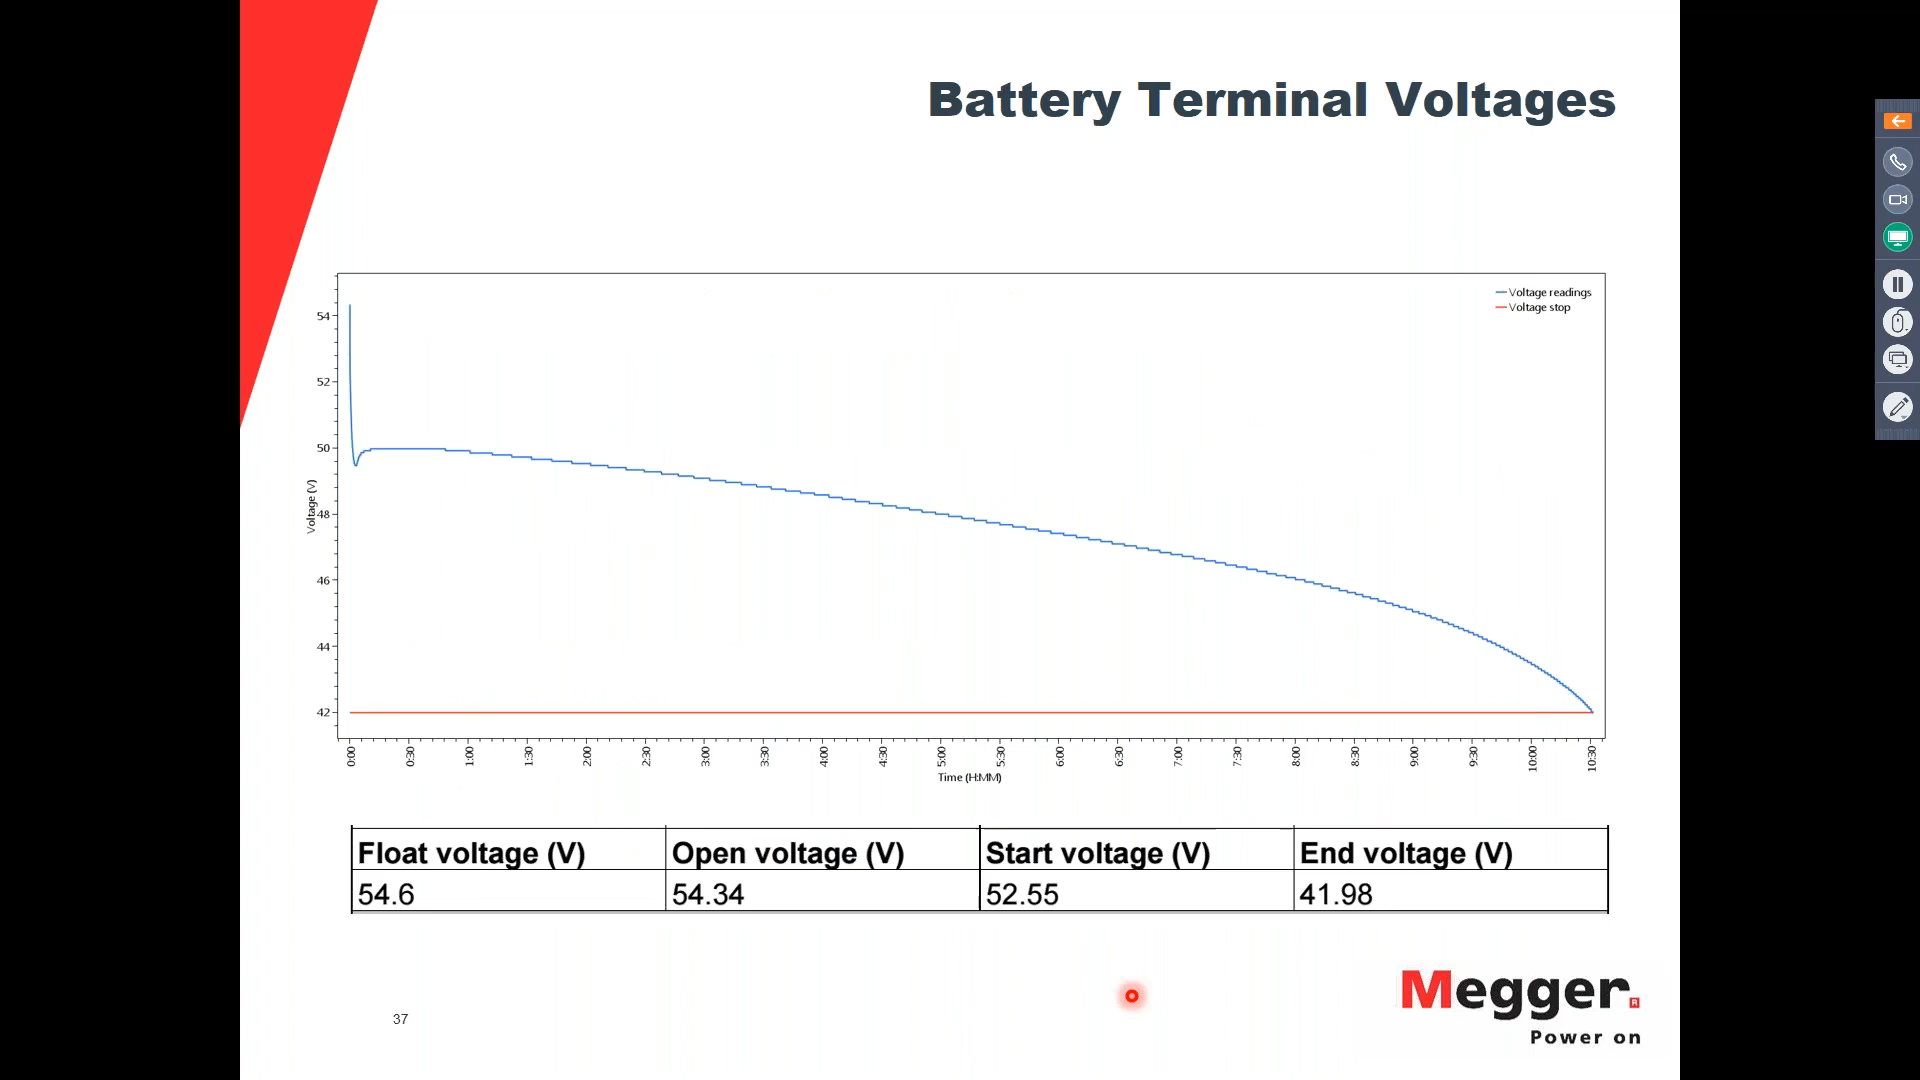 Battery Terminal Voltages
Voltage readings
Voltage stop
54
52
50
48
46
44
42
Voltage (V)
0:00 0:30 1:00 1:30 2:00 2:30 3:00 3:30 4:00 4:30 5:00 5:30 6:00 6:30 7:00 7:30 8:00 8:30 9:00 9:30 10:00 10:30
Time (H:MM)
Float voltage (V) Open voltage (V) Start voltage (V) End voltage (V)
54.6 54.34 52.55 41.98
Megger R
Power on
37